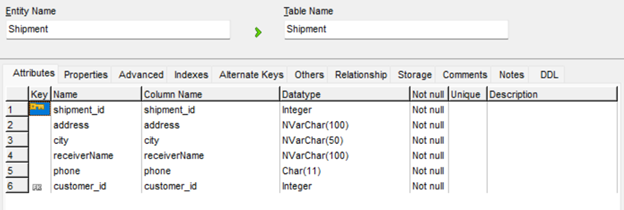 Entity Name Table Name
Shipment Shipment
Attributes Properties Advanced Indexes Alternate Keys Others Relationship Storage Comments Notes DDL
Key Name Column Name Datatype Not null Unique Description
1 shipment_id shipment_id Integer Not null
2 address address NVarChar(100) Not null
3 city city NVarChar(50) Not null
4 receiverName receiverName NVarChar(100) Not null
5 phone phone Char(11) Not null
6 customer_id customer_id Integer Not null